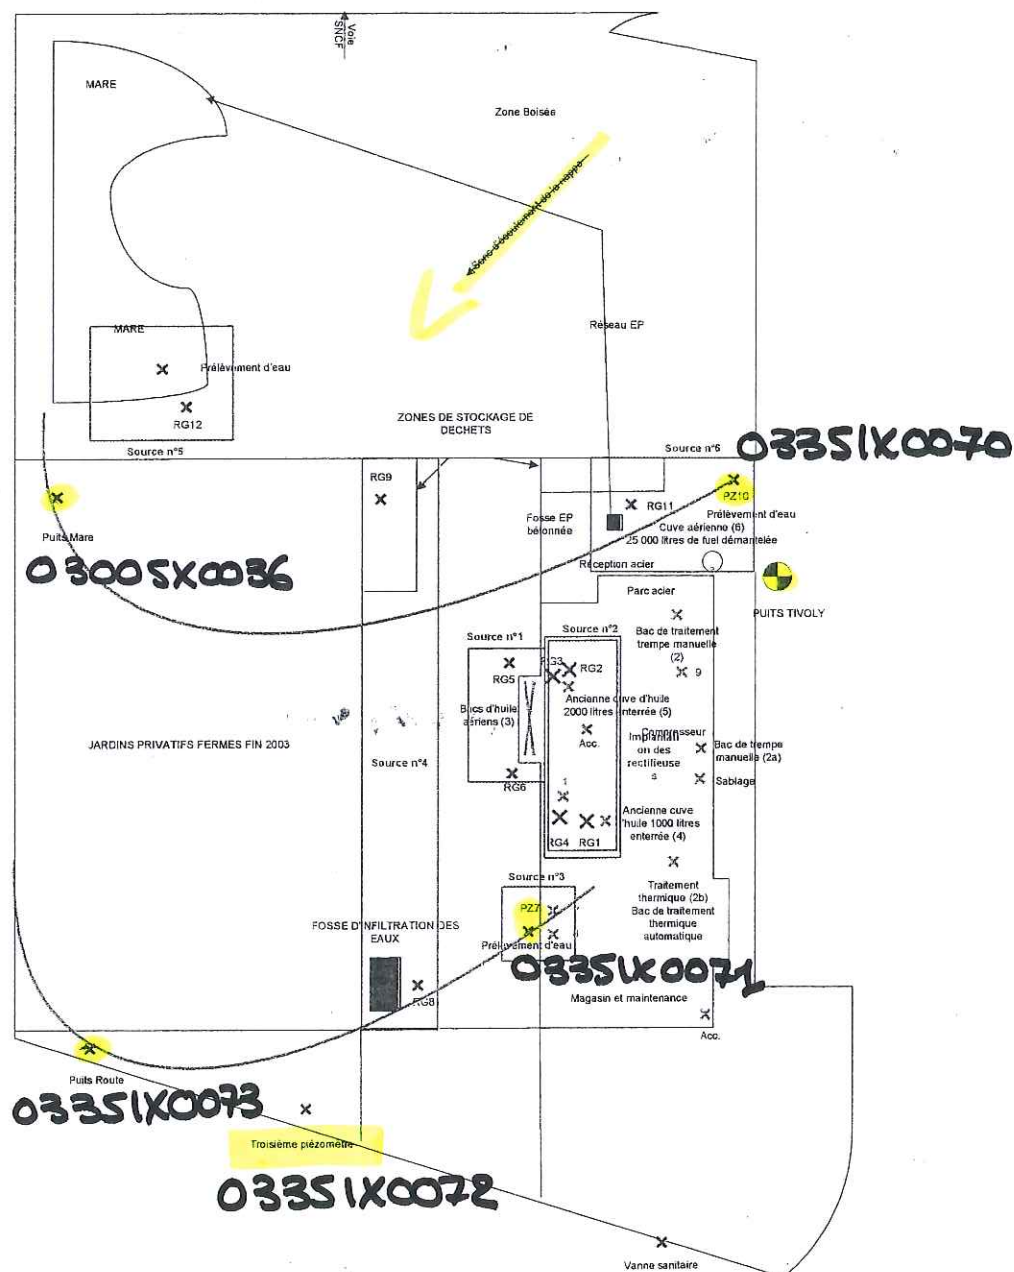 Voie
SNCF
MARE
Zone Boisée
Sens d'écoulement de la nappe
Réseau EP
MARE
Prélèvement d'eau
RG12
Source n°5
ZONES DE STOCKAGE DE
DECHETS
Source n°6
03351X0070
RG9
PZ10
RG11
Prélèvement d'eau
Puits Mare
Fosse EP
bétonnée
Cuve aérienne (6)
25 000 litres de fuel démantelée
03005X0036
Réception acier
Parc acier
PUITS TIVOLY
Source n°1
Source n°2
Bac de traitement
trempe manuelle
(2)
RG3
RG2
RG5
9
Bacs d'huile
aériens (3)
Ancienne cuve d'huile
2000 litres enterrée (5)
Acc.
Compresseur
Implantati
on des
rectifieuse
s
Bac de trempe
manuelle (2a)
JARDINS PRIVATIFS FERMES FIN 2003
Source n°4
Sablage
RG6
1
Ancienne cuve
d'huile 1000 litres
enterrée (4)
RG4
RG1
Source n°3
Traitement
thermique (2b)
Bac de traitement
thermique
automatique
PZ7
FOSSE D'INFILTRATION DES
EAUX
Prélèvement d'eau
03351X0071
RG8
Magasin et maintenance
Acc.
Puits Route
03351X0073
Troisième piézomètre
03351X0072
Vanne sanitaire